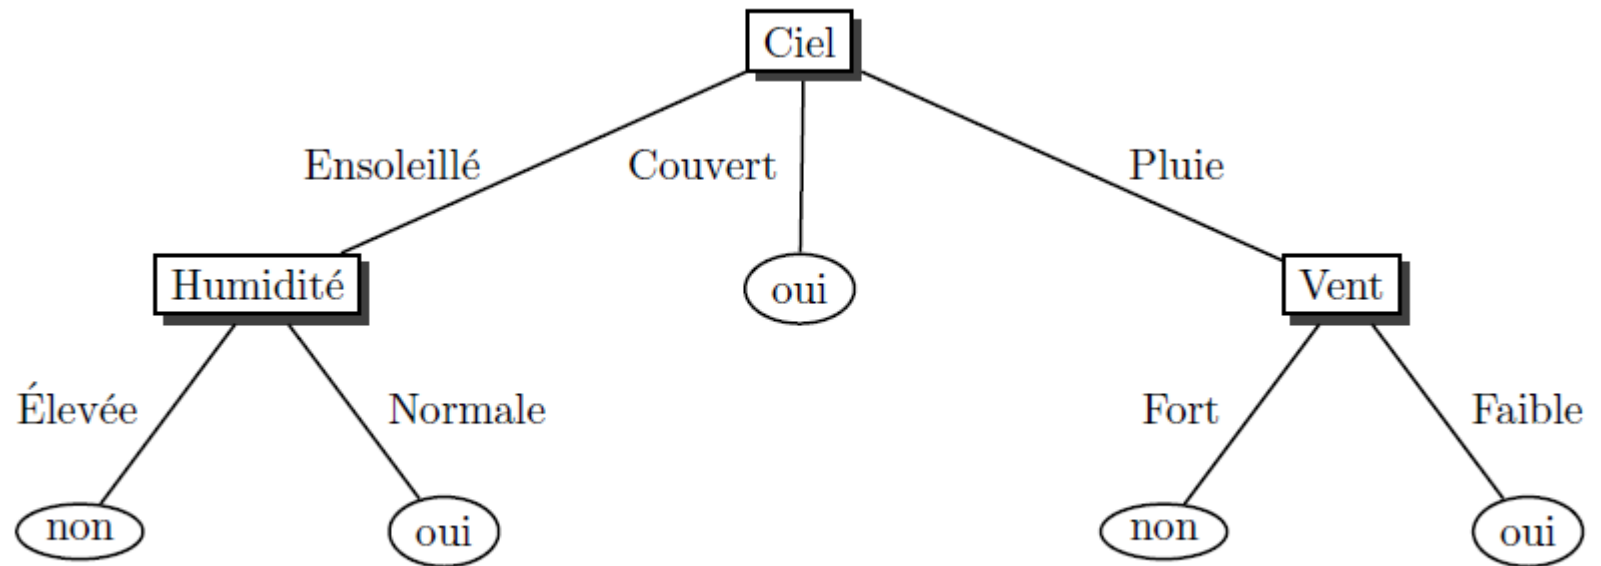 Ciel
Ensoleillé Couvert Pluie
Humidité oui Vent
Élevée Normale Fort Faible
non oui non oui